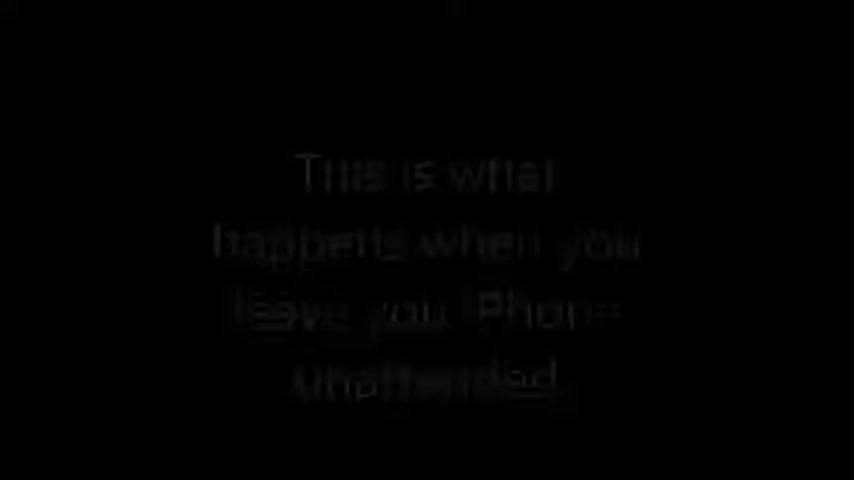 This is what
happens when you
leave you iPhone
unattended.